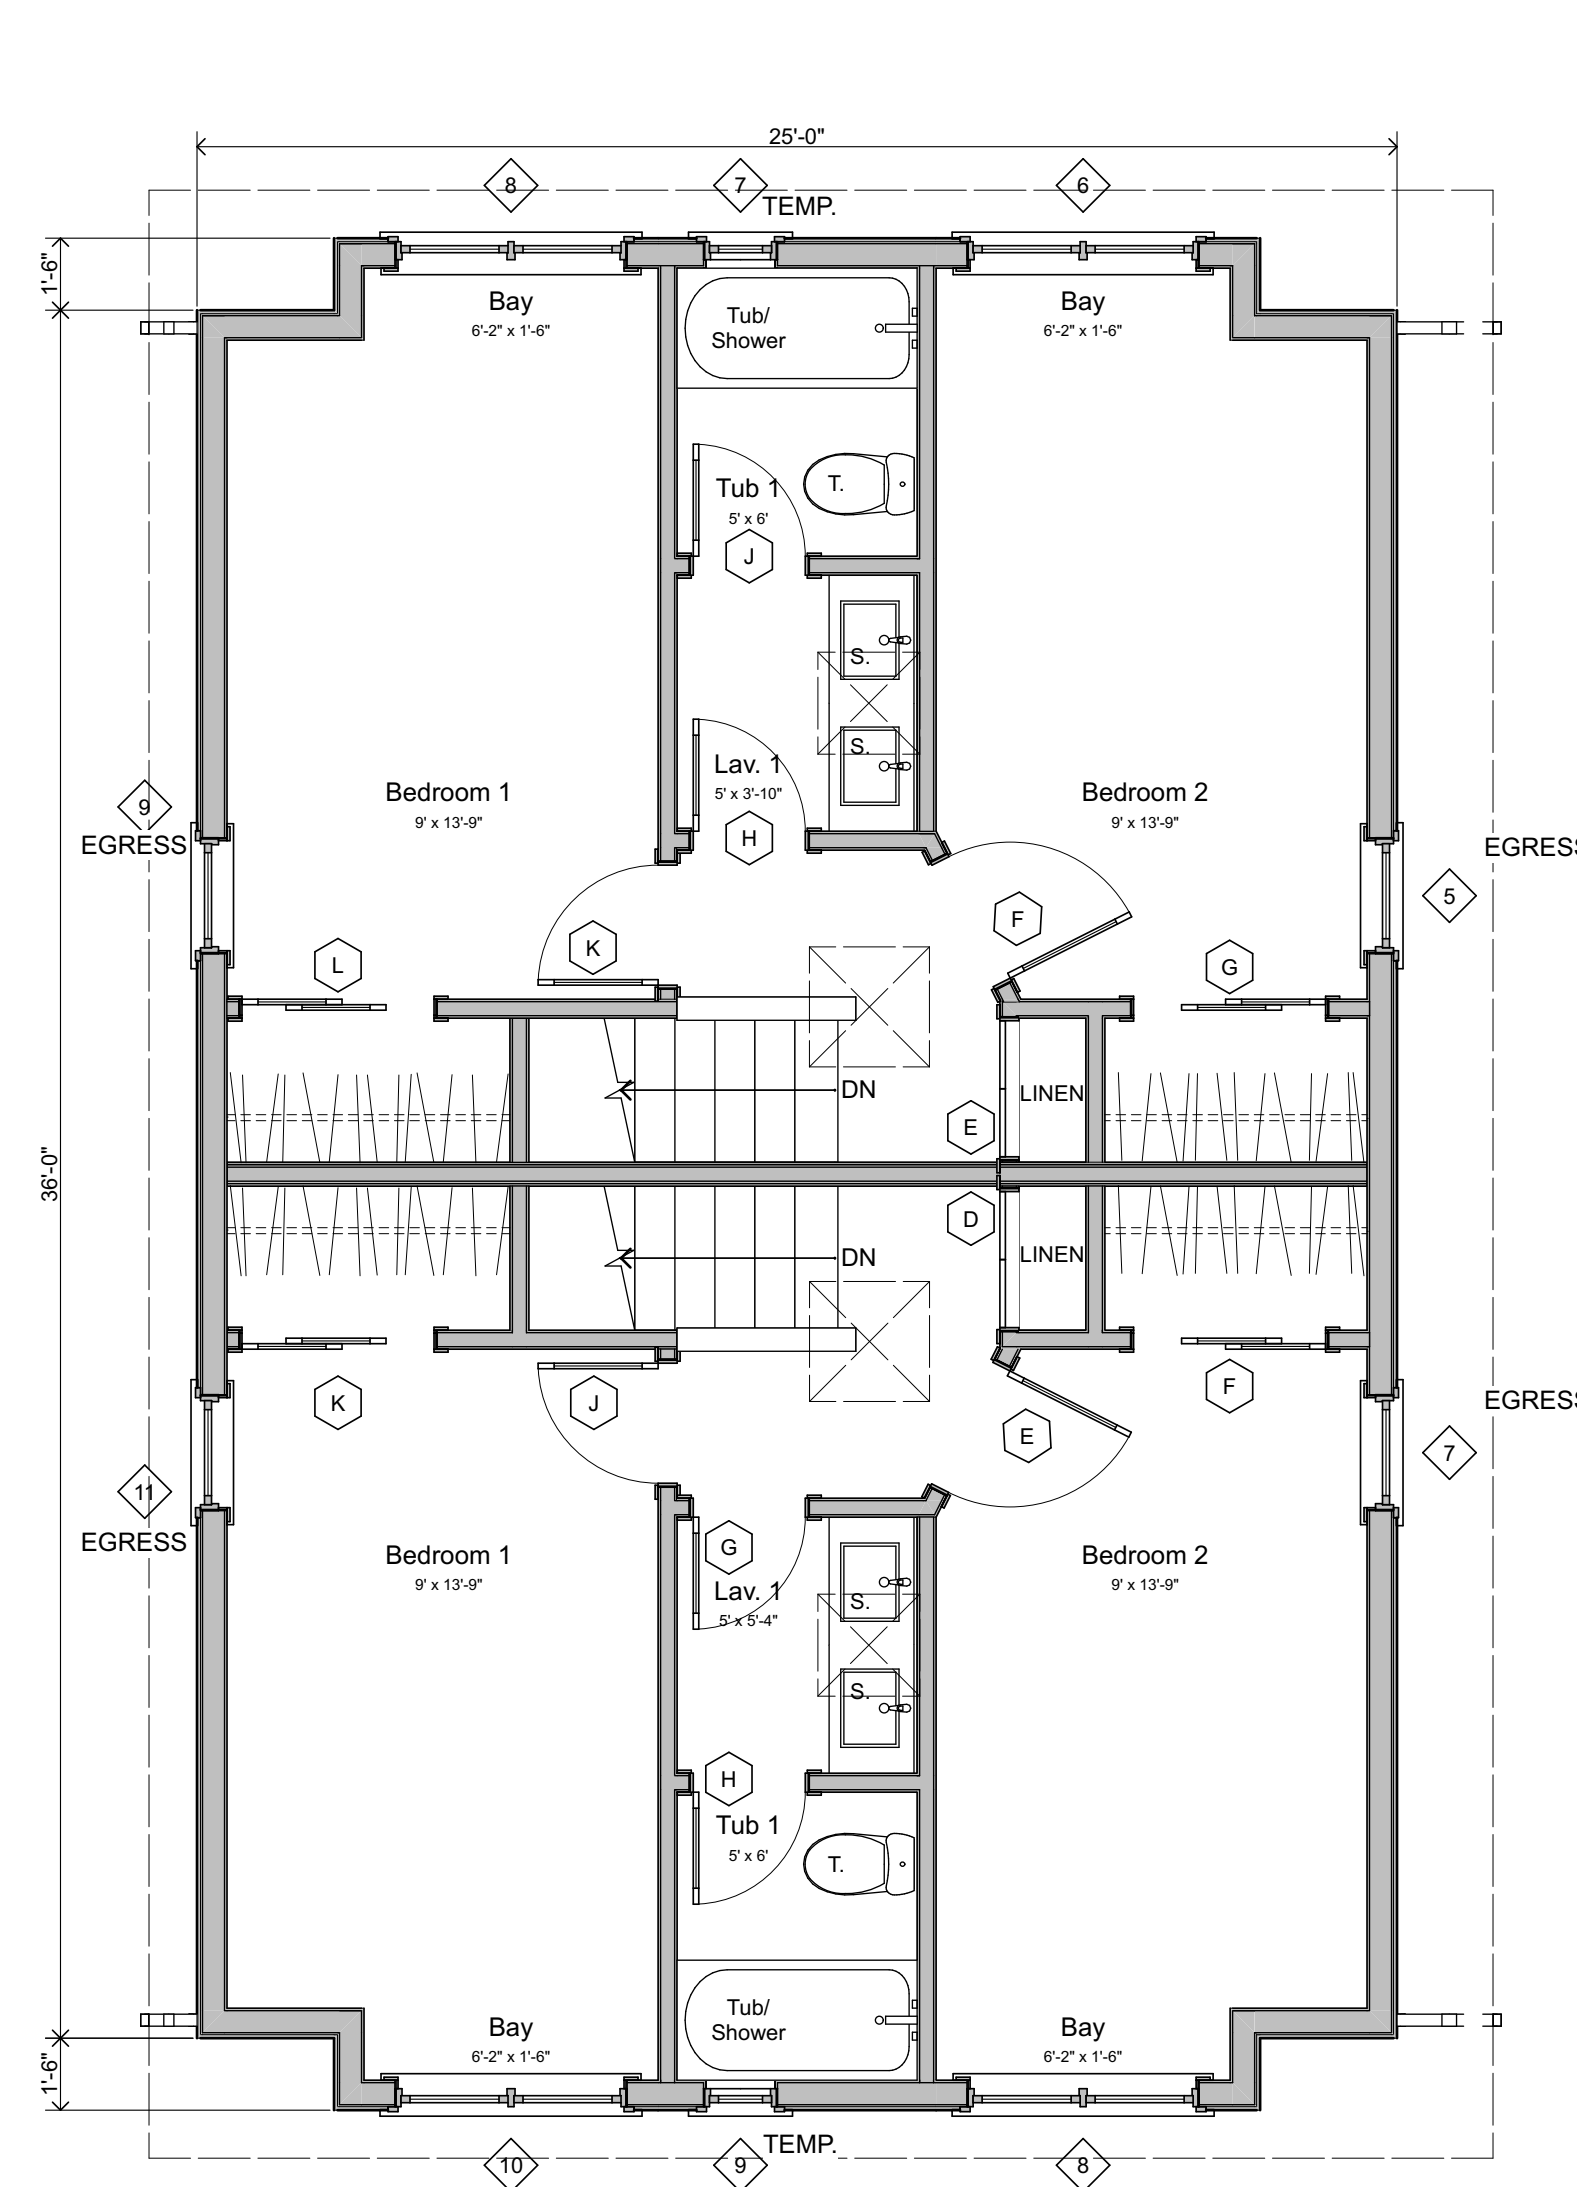 25'-0"
8
7
6
TEMP.
1'-6"
Bay
6'-2" x 1'-6"
Tub/
Shower
Bay
6'-2" x 1'-6"
T.
Tub 1
5' x 6'
J
S.
S.
Lav. 1
5' x 3'-10"
H
Bedroom 1
9' x 13'-9"
Bedroom 2
9' x 13'-9"
9
EGRESS
EGRESS
5
F
K
L
G
DN
LINEN
E
36'-0"
D
DN
LINEN
K
J
F
E
EGRESS
7
11
EGRESS
G
Bedroom 1
9' x 13'-9"
Bedroom 2
9' x 13'-9"
Lav. 1
5' x 5'-4"
S.
S.
H
Tub 1
5' x 6'
T.
Bay
6'-2" x 1'-6"
Tub/
Shower
Bay
6'-2" x 1'-6"
1'-6"
TEMP.
10
9
8